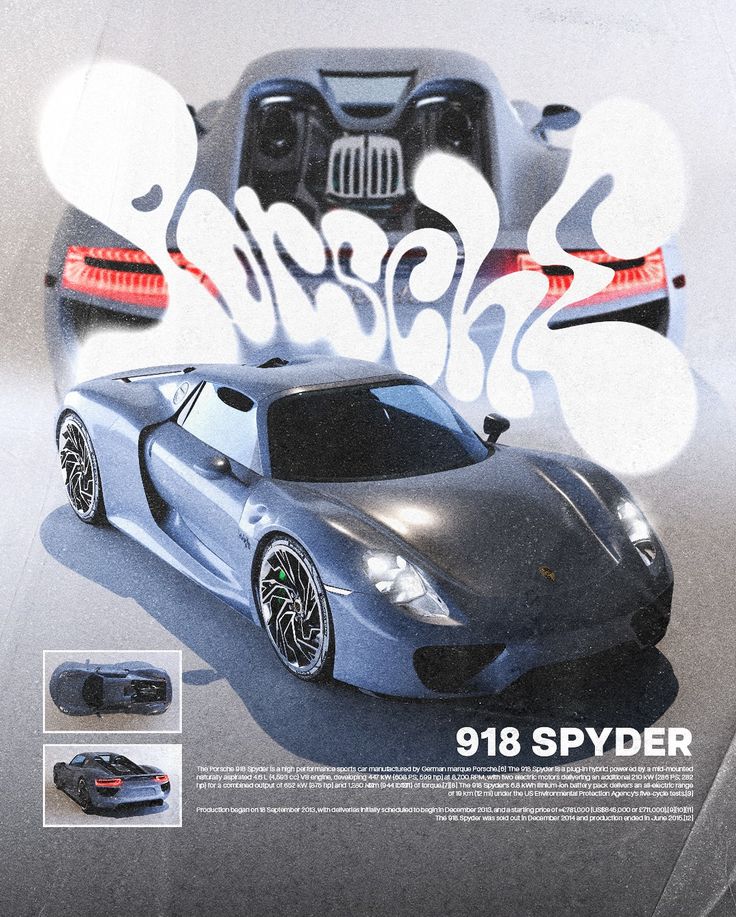 Porsche
918 SPYDER
The Porsche 918 Spyder is a high performance sports car manufactured by German marque Porsche.[6] The 918 Spyder is a plug-in hybrid powered by a mid-mounted
naturally aspirated 4.6 L (4,593 cc) V8 engine, developing 447 kW (608 PS; 599 hp) at 8,700 RPM, with two electric motors delivering an additional 210 kW (286 PS; 282
hp) for a combined output of 652 kW (875 hp) and 1,280 N⋅m (944 of torque.[7][8] The 918 Spyder's 6.8 kWh lithium-ion battery pack delivers an all-electric range
of 19 km (12 mi) under the US Environmental Protection Agency's five-cycle tests.[9]
Production began on 18 September 2013, with deliveries initially scheduled to begin in December 2013, and a starting price of €781,000 (US$845,000 or £711,000).[9][10][11]
The 918 Spyder was sold out in December 2014 and production ended in June 2015.[12]